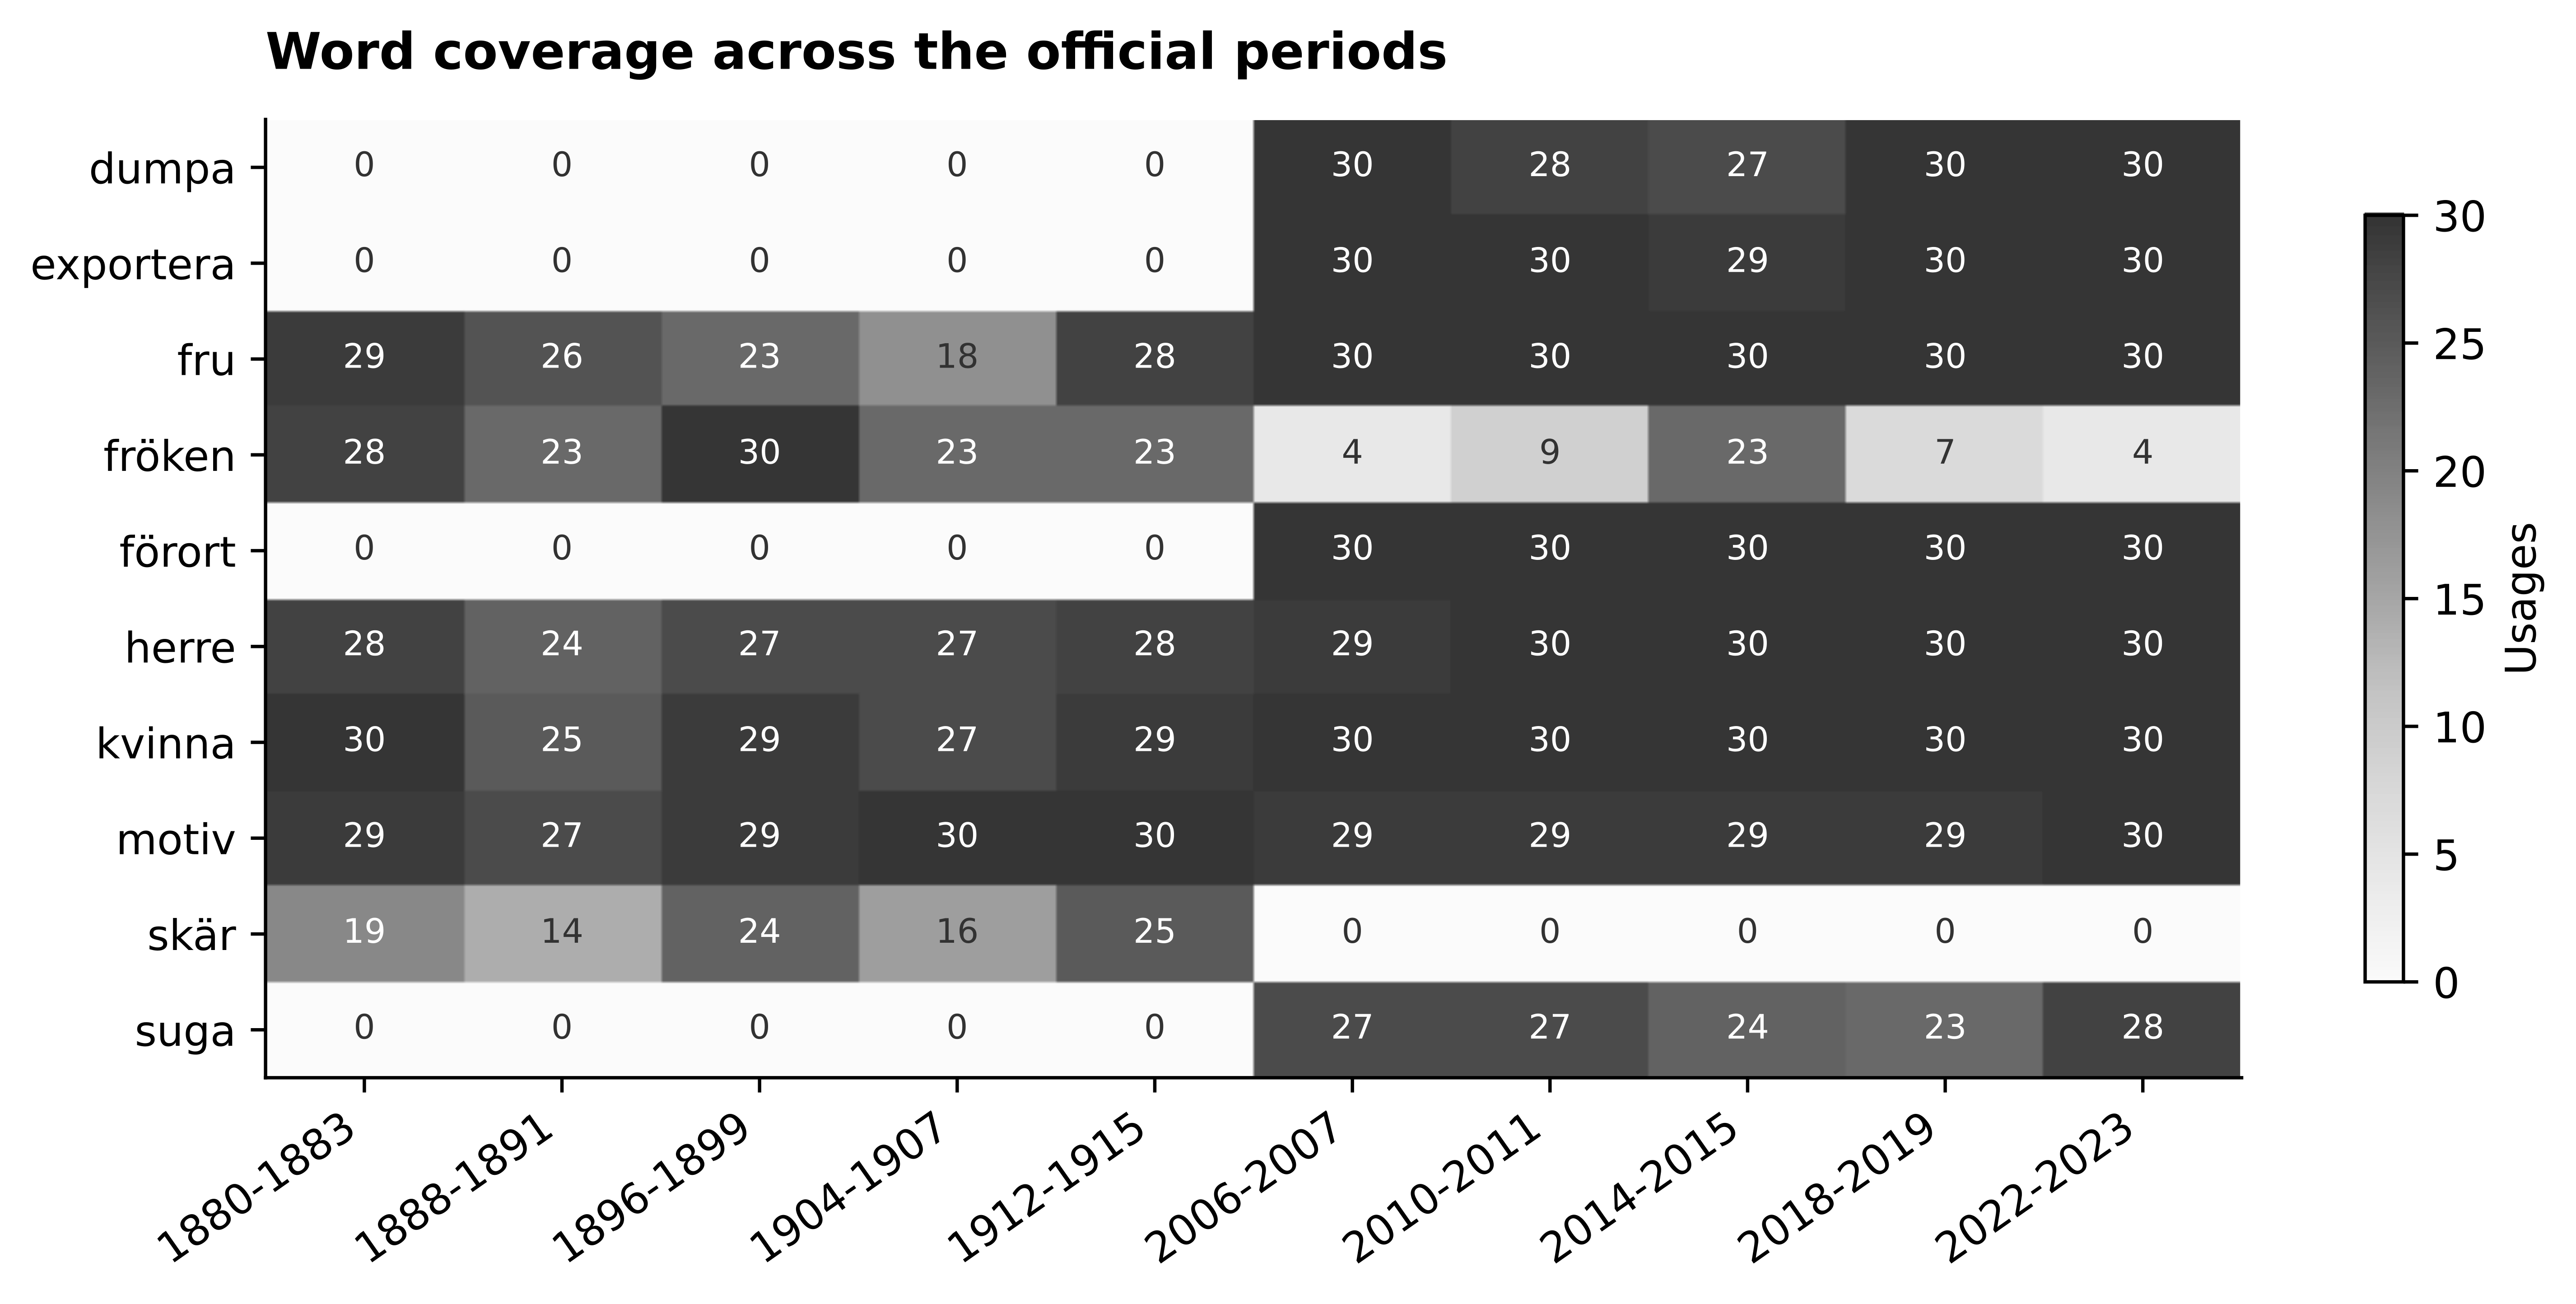 Word coverage across the official periods
dumpa 0 0 0 0 0 30 28 27 30 30
exportera 0 0 0 0 0 30 30 29 30 30
fru 29 26 23 18 28 30 30 30 30 30
fröken 28 23 30 23 23 4 9 23 7 4
förort 0 0 0 0 0 30 30 30 30 30
herre 28 24 27 27 28 29 30 30 30 30
kvinna 30 25 29 27 29 30 30 30 30 30
motiv 29 27 29 30 30 29 29 29 29 30
skär 19 14 24 16 25 0 0 0 0 0
suga 0 0 0 0 0 27 27 24 23 28
1880-1883 1888-1891 1896-1899 1904-1907 1912-1915 2006-2007 2010-2011 2014-2015 2018-2019 2022-2023
30
25
20
15
10
5
0
Usages